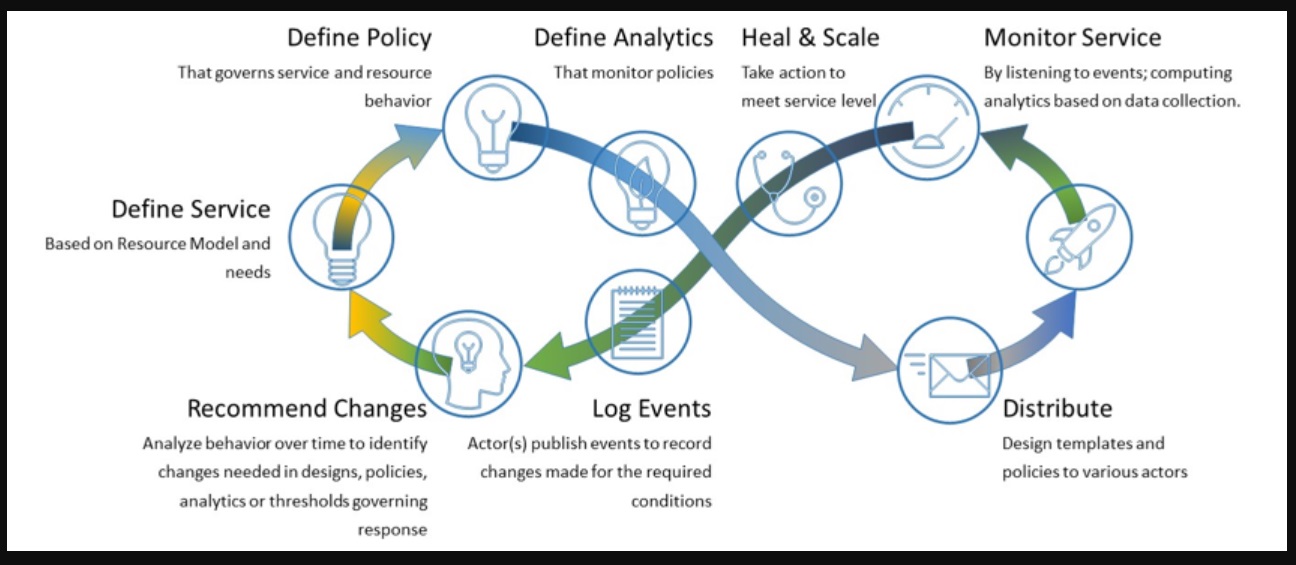 Define Policy
That governs service and resource
behavior
Define Analytics
That monitor policies
Heal & Scale
Take action to
meet service level
Monitor Service
By listening to events; computing
analytics based on data collection.
Define Service
Based on Resource Model and
needs
Recommend Changes
Analyze behavior over time to identify
changes needed in designs, policies,
analytics or thresholds governing
response
Log Events
Actor(s) publish events to record
changes made for the required
conditions
Distribute
Design templates and
policies to various actors